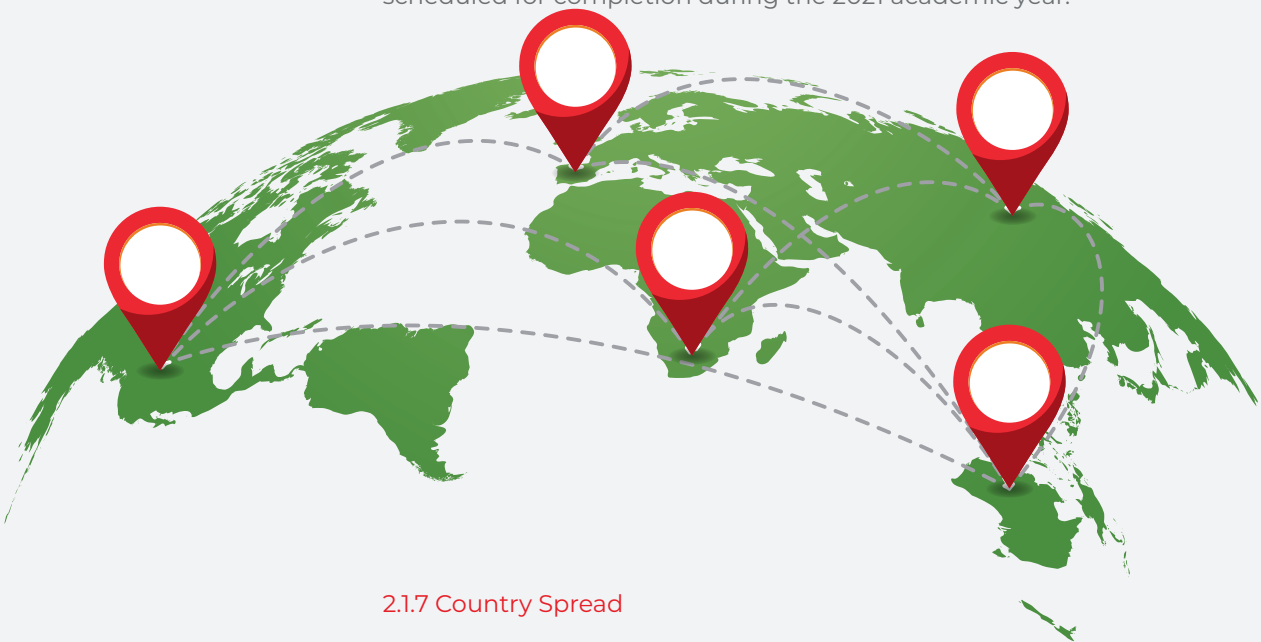 scheduled for completion during the 2021 academic year.
2.1.7 Country Spread